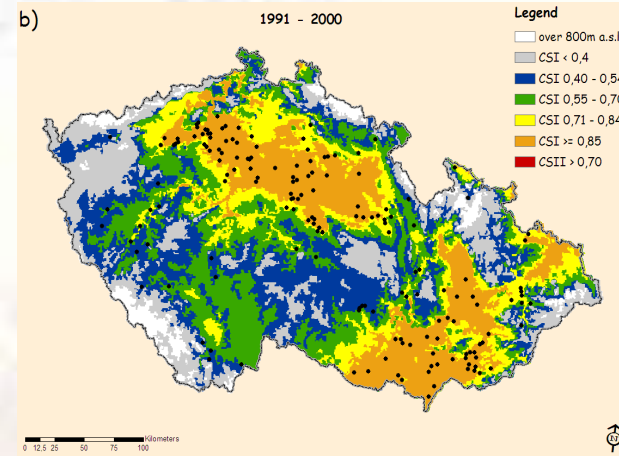 b)
1991 - 2000
Legend
over 800m a.s.l
CSI < 0,4
CSI 0,40 - 0,54
CSI 0,55 - 0,70
CSI 0,71 - 0,84
CSI >= 0,85
CSII > 0,70
Kilometers
0 12,5 25 50 75 100
N